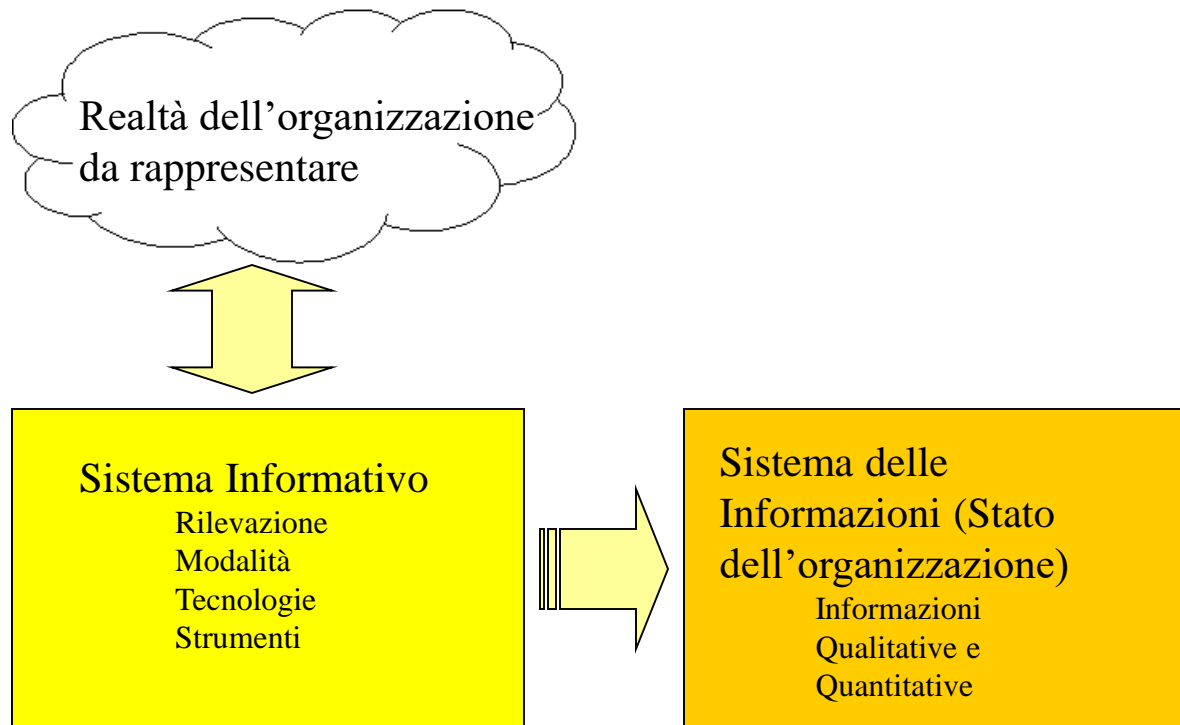 Realtà dell’organizzazione
da rappresentare
Sistema Informativo
Rilevazione
Modalità
Tecnologie
Strumenti
Sistema delle
Informazioni (Stato
dell’organizzazione)
Informazioni
Qualitative e
Quantitative